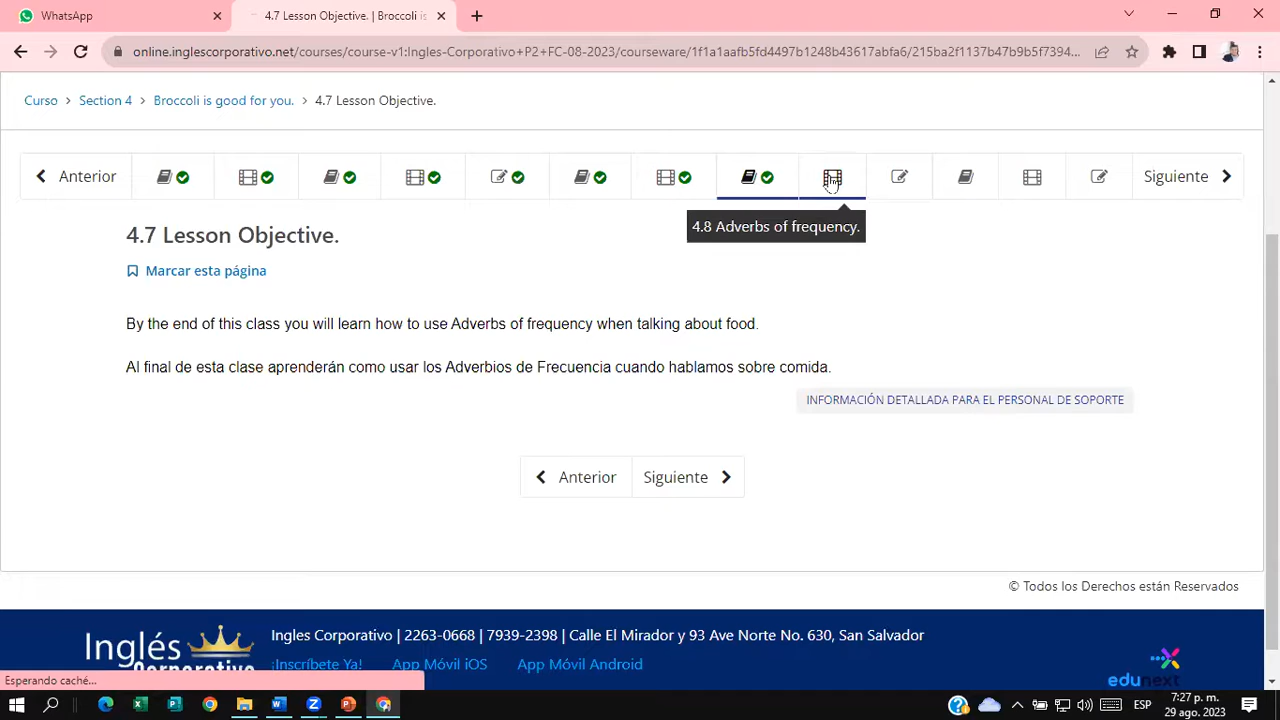 WhatsApp
4.7 Lesson Objective. | Broccoli is
online.inglescorporativo.net/courses/course-v1:Ingles-Corporativo+P2+FC-08-2023/courseware/1f1a1aafb5fd4497b1248b43617abfa6/215ba2f1137b47b9b5f7394...
Curso > Section 4 > Broccoli is good for you. > 4.7 Lesson Objective.
Anterior
Siguiente
4.8 Adverbs of frequency.
4.7 Lesson Objective.
Marcar esta página
By the end of this class you will learn how to use Adverbs of frequency when talking about food.
Al final de esta clase aprenderán como usar los Adverbios de Frecuencia cuando hablamos sobre comida.
INFORMACIÓN DETALLADA PARA EL PERSONAL DE SOPORTE
Anterior
Siguiente
© Todos los Derechos están Reservados
Inglés Corporativo
Ingles Corporativo | 2263-0668 | 7939-2398 | Calle El Mirador y 93 Ave Norte No. 630, San Salvador
¡Inscríbete Ya! App Móvil iOS App Móvil Android
edunext
Esperando caché...
ESP
7:27 p. m.
29 ago. 2023